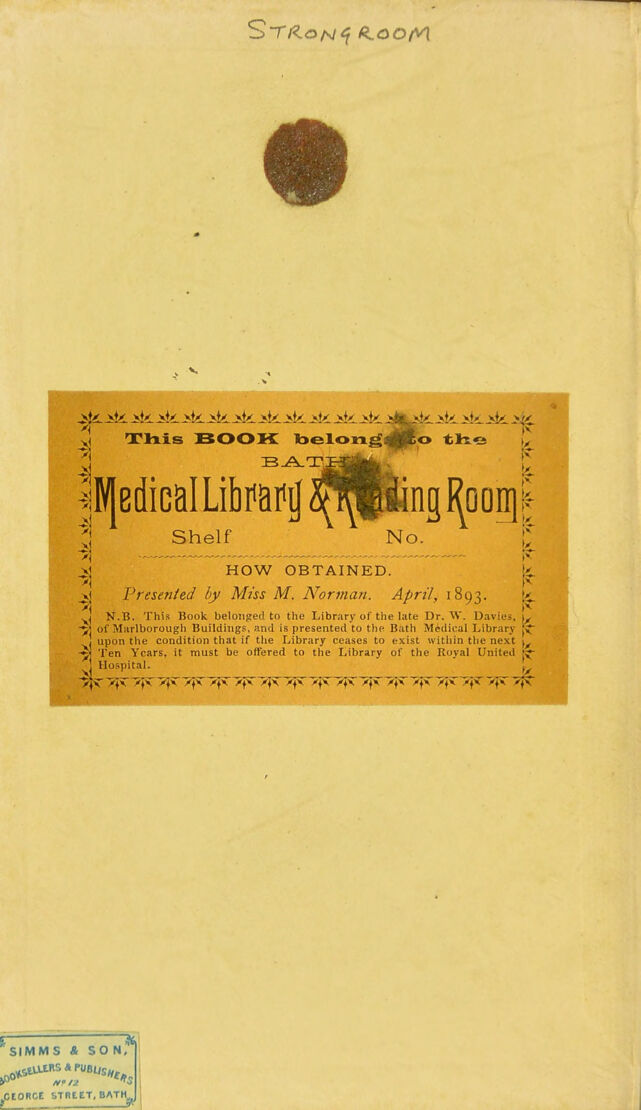 STRONG ROOM
This BOOK belongs to the
BATH
Medical Library & Reading Room
Shelf No.
HOW OBTAINED.
Presented by Miss M. Norman. April, 1893.
N.B. This Book belonged to the Library of the late Dr. W. Davies,
of Marlborough Buildings, and is presented to the Bath Medical Library
upon the condition that if the Library ceases to exist within the next
Ten Years, it must be offered to the Library of the Royal United
Hospital.
SIMMS & SON,
BOOKSELLERS & PUBLISHERS
No 12
GEORGE STREET, BATH